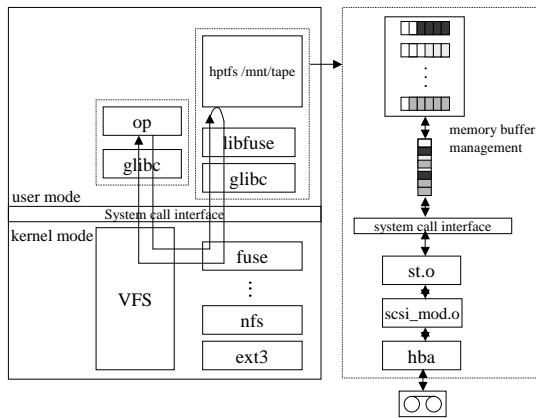 hptfs /mnt/tape
op
libfuse
glibc
glibc
user mode
System call interface
kernel mode
VFS
fuse
nfs
ext3
memory buffer
management
system call interface
st.o
scsi_mod.o
hba